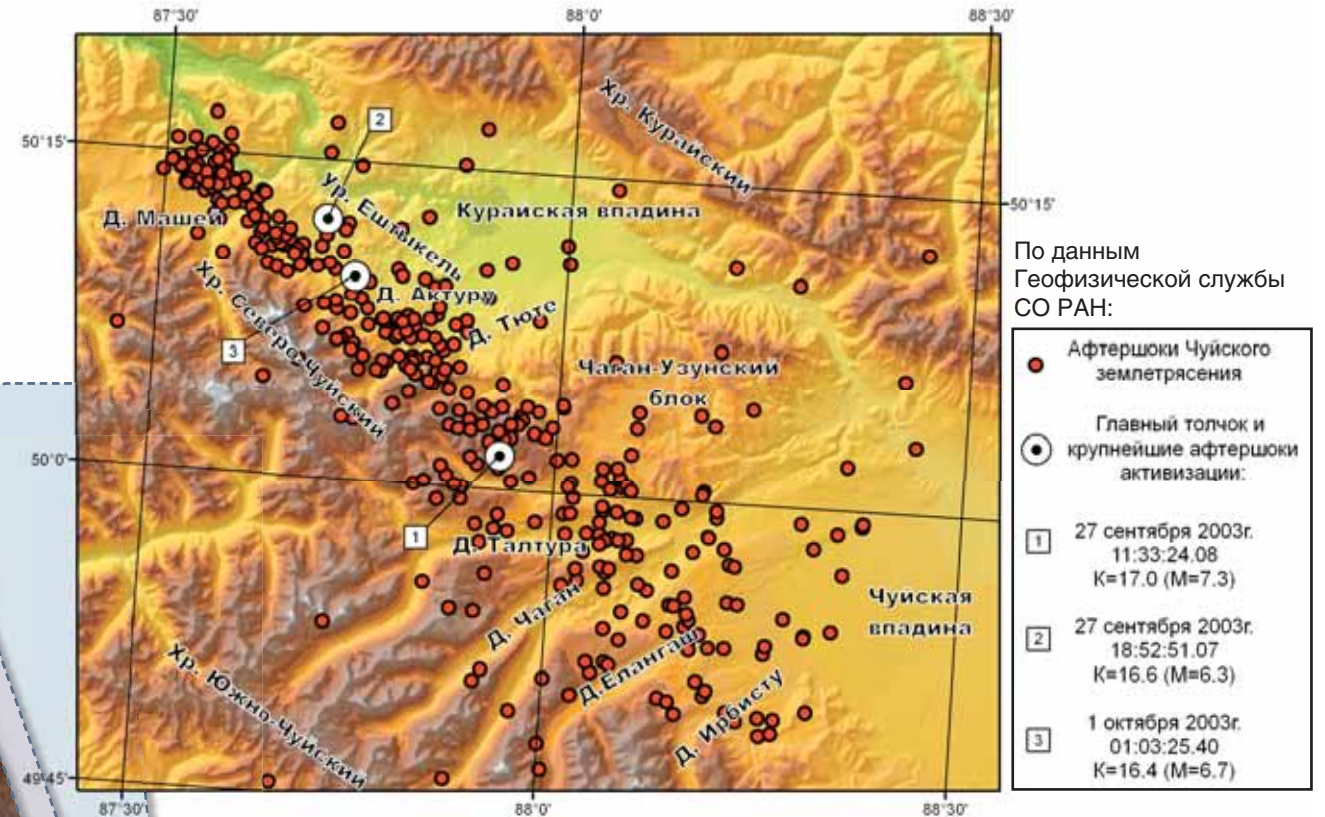 87°30'
88°0'
88°30'
50°15'
2
Хр. Курайский
Ур. Ештыкель
Д. Машей
Курайская впадина
50°15'
Хр. Северо-Чуйский
Д. Актуру
Д. Тюте
3
Чаган-Узунский
блок
50°0'
1
Д. Талтура
Д. Чаган
Чуйская
впадина
Д.Елангаш
Хр. Южно-Чуйский
Д. Ирбисту
49°45'
87°30'
88°0'
88°30'
По данным
Геофизической службы
СО РАН:
Афтершоки Чуйского
землетрясения
Главный толчок и
крупнейшие афтершоки
активизации:
1
27 сентября 2003г.
11:33:24.08
К=17.0 (М=7.3)
2
27 сентября 2003г.
18:52:51.07
К=16.6 (М=6.3)
3
1 октября 2003г.
01:03:25.40
К=16.4 (М=6.7)